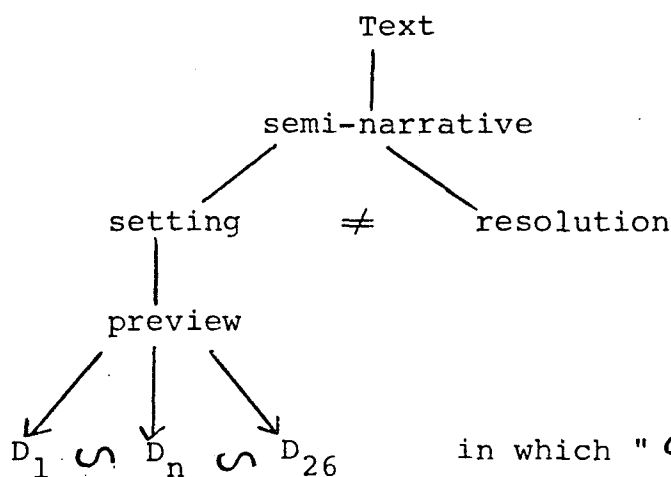 Text
semi-narrative
setting ≠ resolution
preview
D1 ∽ Dn ∽ D26 in which "